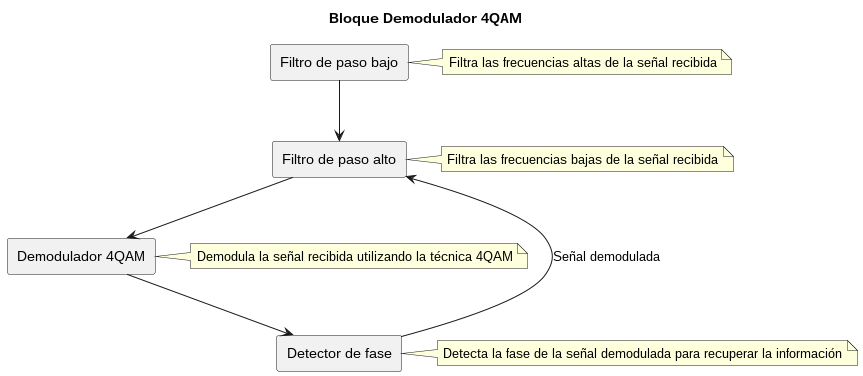 Bloque Demodulador 4QAM
Filtro de paso bajo
Filtra las frecuencias altas de la señal recibida
Filtro de paso alto
Filtra las frecuencias bajas de la señal recibida
Demodulador 4QAM
Demodula la señal recibida utilizando la técnica 4QAM
Señal demodulada
Detector de fase
Detecta la fase de la señal demodulada para recuperar la información